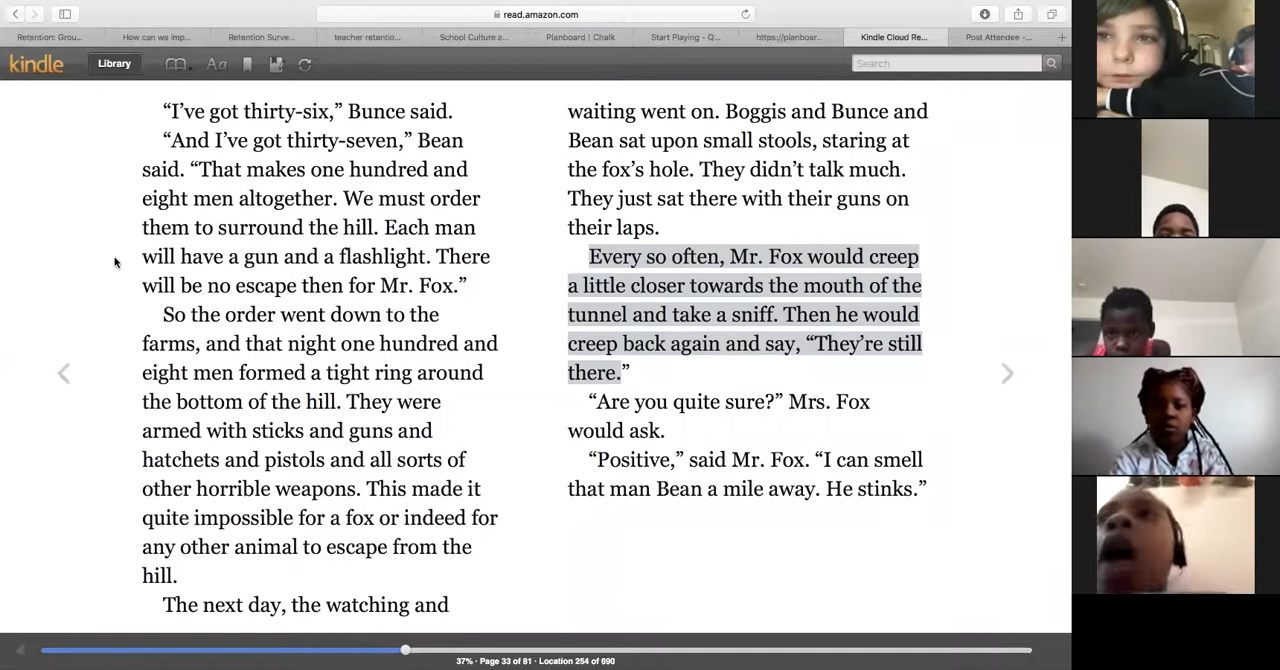 read.amazon.com
Retention: Grou...
How can we imp...
Retention Surve...
teacher retentio...
School Culture a...
Planboard | Chalk
Start Playing - Q...
https://planboar...
Kindle Cloud Re...
Post Attendee -...
kindle
Library
Aa
Search
“I’ve got thirty-six,” Bunce said.
“And I’ve got thirty-seven,” Bean
said. “That makes one hundred and
eight men altogether. We must order
them to surround the hill. Each man
will have a gun and a flashlight. There
will be no escape then for Mr. Fox.”
So the order went down to the
farms, and that night one hundred and
eight men formed a tight ring around
the bottom of the hill. They were
armed with sticks and guns and
hatchets and pistols and all sorts of
other horrible weapons. This made it
quite impossible for a fox or indeed for
any other animal to escape from the
hill.
The next day, the watching and
waiting went on. Boggis and Bunce and
Bean sat upon small stools, staring at
the fox’s hole. They didn’t talk much.
They just sat there with their guns on
their laps.
Every so often, Mr. Fox would creep
a little closer towards the mouth of the
tunnel and take a sniff. Then he would
creep back again and say, “They’re still
there.”
“Are you quite sure?” Mrs. Fox
would ask.
“Positive,” said Mr. Fox. “I can smell
that man Bean a mile away. He stinks.”
37% · Page 33 of 81 · Location 254 of 690